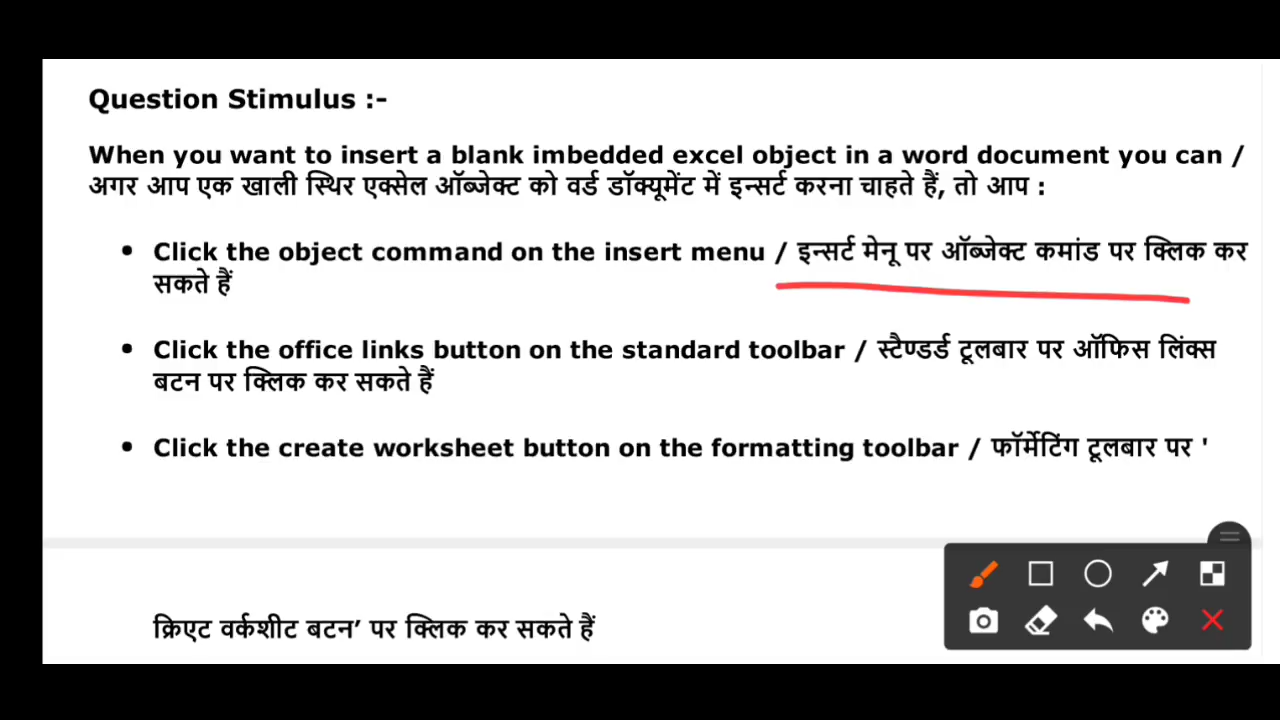 Question Stimulus :-
When you want to insert a blank imbedded excel object in a word document you can /
अगर आप एक खाली स्थिर एक्सेल ऑब्जेक्ट को वर्ड डॉक्यूमेंट में इन्सर्ट करना चाहते हैं, तो आप :
• Click the object command on the insert menu / इन्सर्ट मेनू पर ऑब्जेक्ट कमांड पर क्लिक कर
सकते हैं
• Click the office links button on the standard toolbar / स्टैण्डर्ड टूलबार पर ऑफिस लिंक्स
बटन पर क्लिक कर सकते हैं
• Click the create worksheet button on the formatting toolbar / फॉर्मेटिंग टूलबार पर '
क्रिएट वर्कशीट बटन’ पर क्लिक कर सकते हैं